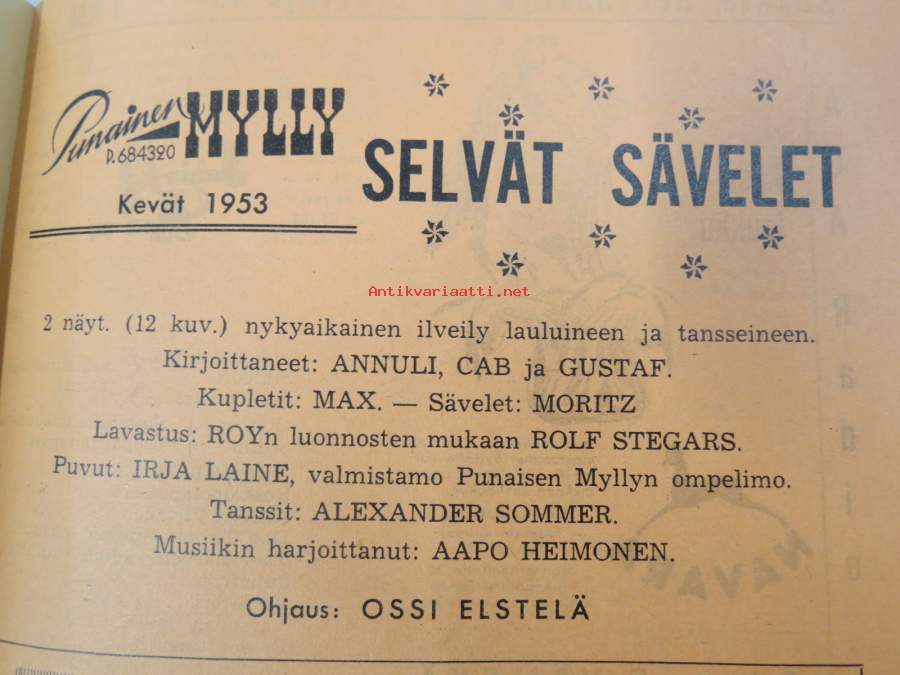 Punainen MYLLY
P. 684320
Kevät 1953
SELVÄT SÄVELET
Antikvariaatti.net
2 näyt. (12 kuv.) nykyaikainen ilveily lauluineen ja tansseineen.
Kirjoittaneet: ANNULI, CAB ja GUSTAF.
Kupletit: MAX. — Sävelet: MORITZ
Lavastus: ROYn luonnosten mukaan ROLF STEGARS.
Puvut: IRJA LAINE, valmistamo Punaisen Myllyn ompelimo.
Tanssit: ALEXANDER SOMMER.
Musiikin harjoittanut: AAPO HEIMONEN.
Ohjaus: OSSI ELSTELÄ